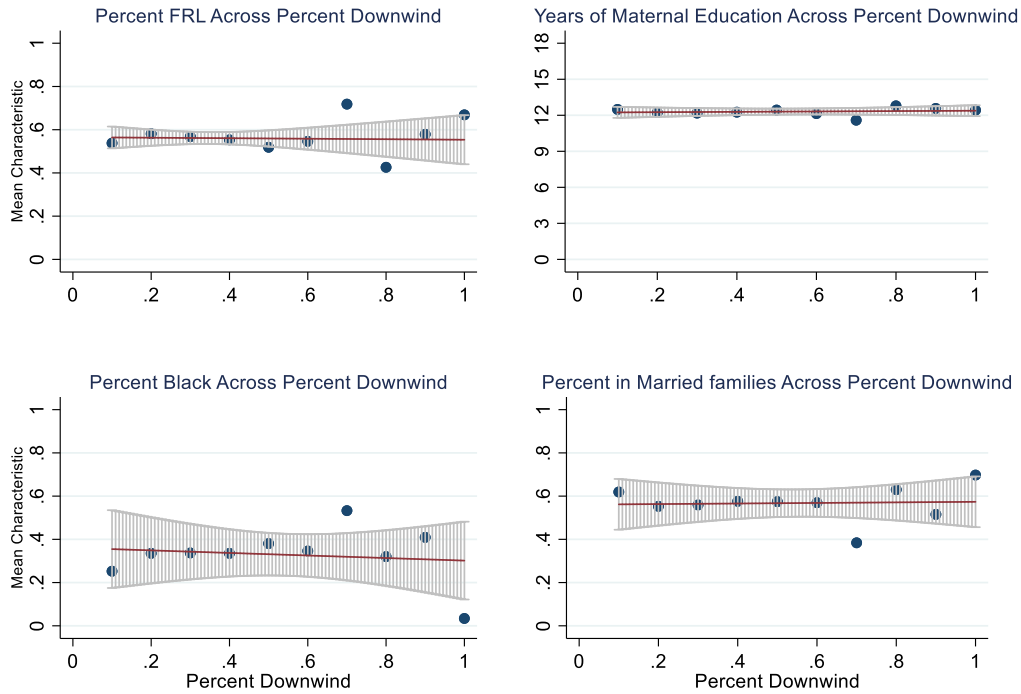 Percent FRL Across Percent Downwind
Mean Characteristic
1
.8
.6
.4
.2
0
0 .2 .4 .6 .8 1
Years of Maternal Education Across Percent Downwind
18
15
12
9
6
3
0
0 .2 .4 .6 .8 1
Percent Black Across Percent Downwind
Mean Characteristic
1
.8
.6
.4
.2
0
0 .2 .4 .6 .8 1
Percent Downwind
Percent in Married families Across Percent Downwind
1
.8
.6
.4
.2
0
0 .2 .4 .6 .8 1
Percent Downwind